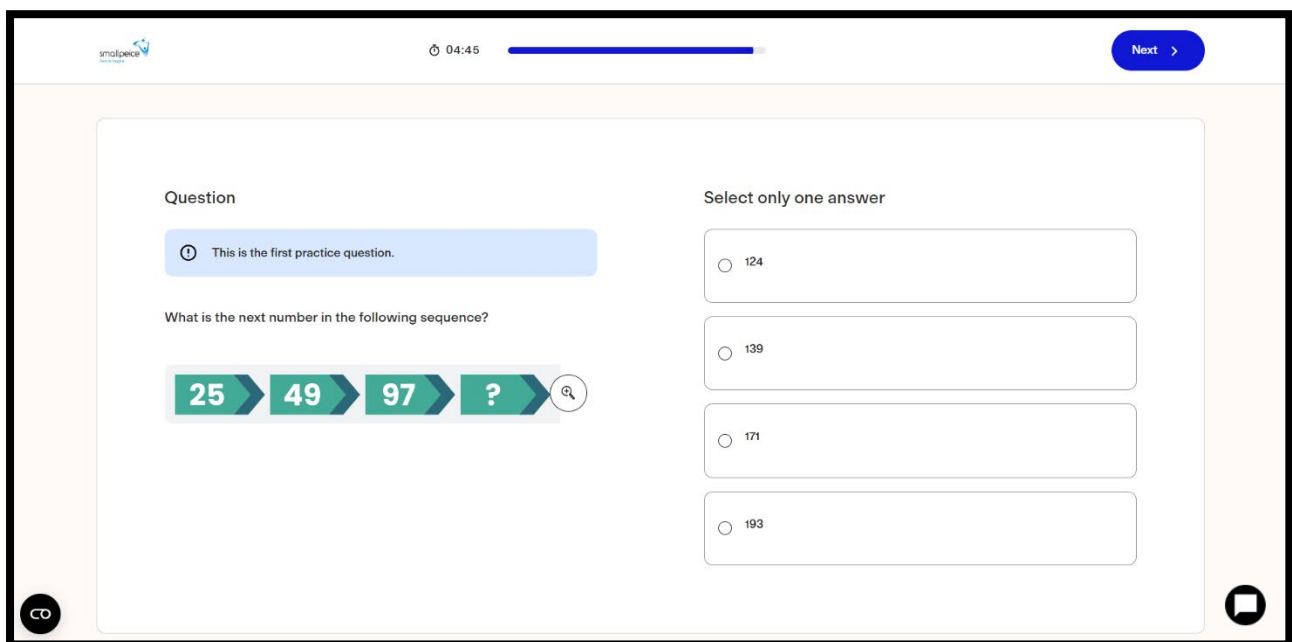 smallpeice
04:45
Next
Question
Select only one answer
This is the first practice question.
What is the next number in the following sequence?
25 49 97 ?
124
139
171
193